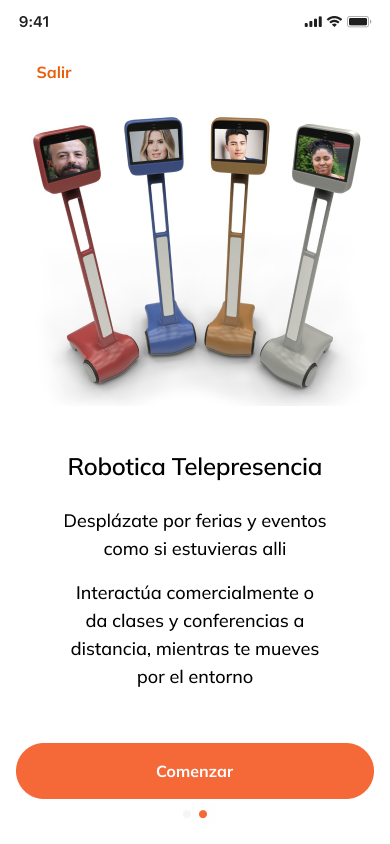 9:41
Salir
Robotica Telepresencia
Desplázate por ferias y eventos
como si estuvieras alli
Interactúa comercialmente o
da clases y conferencias a
distancia, mientras te mueves
por el entorno
Comenzar